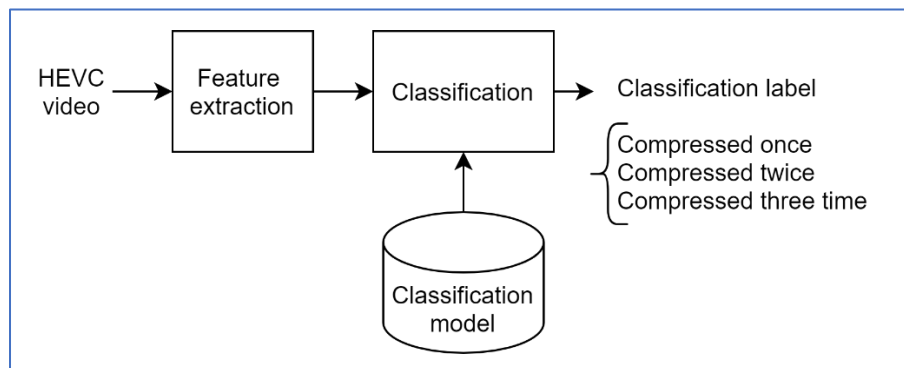 HEVC
video
Feature
extraction
Classification
Classification label
Compressed once
Compressed twice
Compressed three time
Classification
model